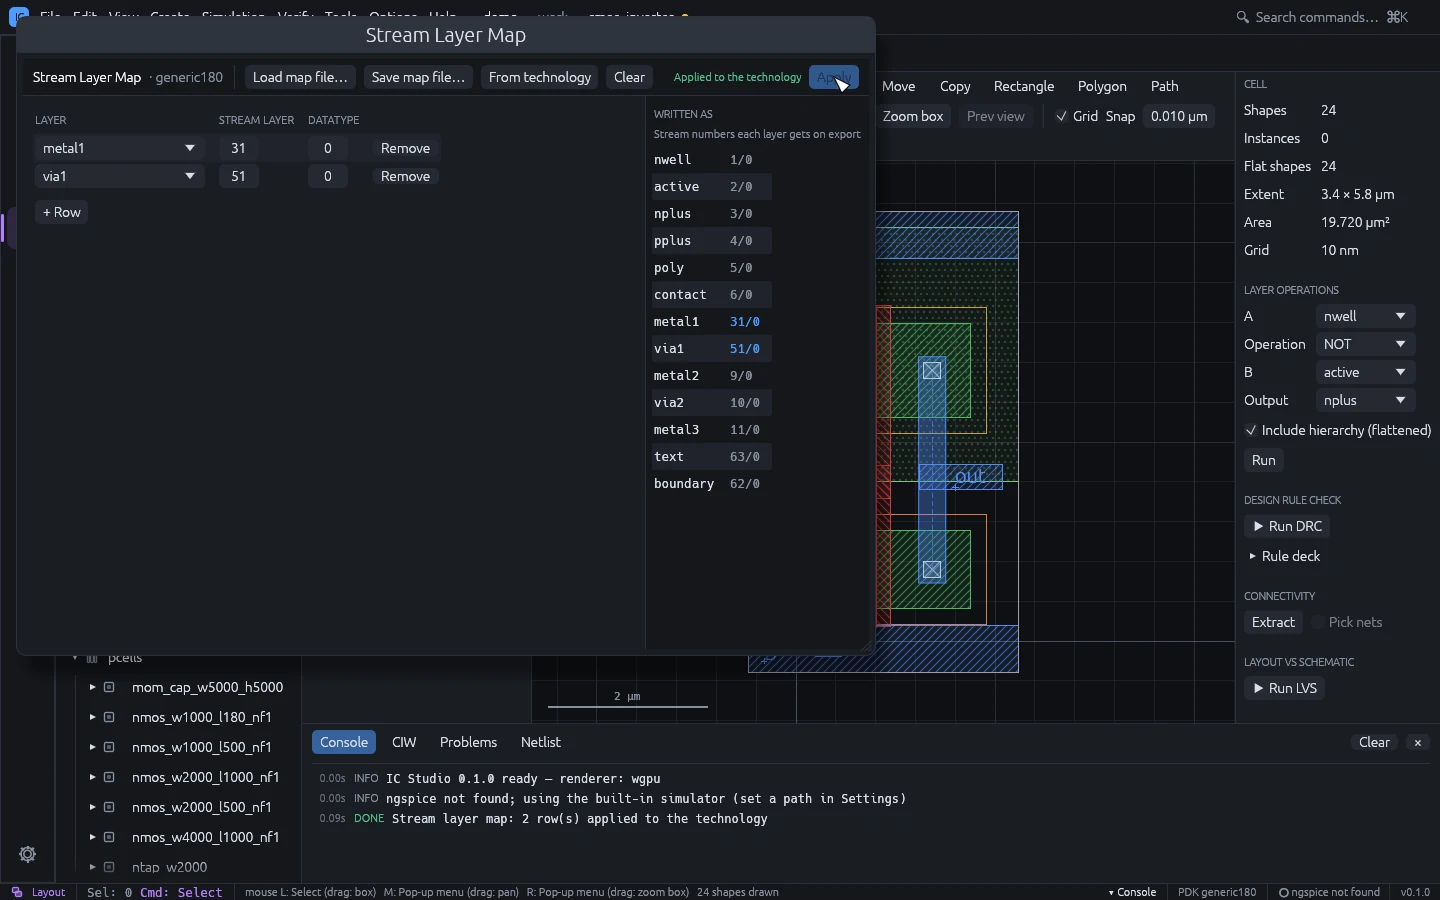 Search commands… ⌘K
Stream Layer Map
Stream Layer Map · generic180 Load map file… Save map file… From technology Clear Applied to the technology Apply
LAYER STREAM LAYER DATATYPE
metal1 31 0 Remove
via1 51 0 Remove
+ Row
WRITTEN AS
Stream numbers each layer gets on export
nwell 1/0
active 2/0
nplus 3/0
pplus 4/0
poly 5/0
contact 6/0
metal1 31/0
via1 51/0
metal2 9/0
via2 10/0
metal3 11/0
text 63/0
boundary 62/0
Move Copy Rectangle Polygon Path
Zoom box Prev view Grid Snap 0.010 µm
out
2 µm
CELL
Shapes 24
Instances 0
Flat shapes 24
Extent 3.4 × 5.8 µm
Area 19.720 µm²
Grid 10 nm
LAYER OPERATIONS
A nwell
Operation NOT
B active
Output nplus
Include hierarchy (flattened)
Run
DESIGN RULE CHECK
Run DRC
Rule deck
CONNECTIVITY
Extract Pick nets
LAYOUT VS SCHEMATIC
Run LVS
pcells
mom_cap_w5000_h5000
nmos_w1000_l180_nf1
nmos_w1000_l500_nf1
nmos_w2000_l1000_nf1
nmos_w2000_l500_nf1
nmos_w4000_l1000_nf1
ntap_w2000
Console CIW Problems Netlist Clear ×
0.00s INFO IC Studio 0.1.0 ready — renderer: wgpu
0.00s INFO ngspice not found; using the built-in simulator (set a path in Settings)
0.09s DONE Stream layer map: 2 row(s) applied to the technology
Layout Sel: 0 Cmd: Select mouse L: Select (drag: box) M: Pop-up menu (drag: pan) R: Pop-up menu (drag: zoom box) 24 shapes drawn Console PDK generic180 ngspice not found v0.1.0